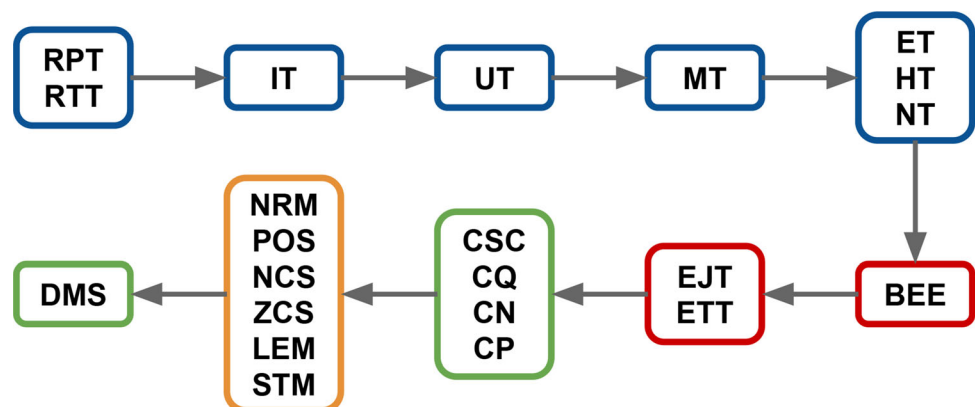 RPT
RTT
IT
UT
MT
ET
HT
NT
BEE
EJT
ETT
CSC
CQ
CN
CP
NRM
POS
NCS
ZCS
LEM
STM
DMS